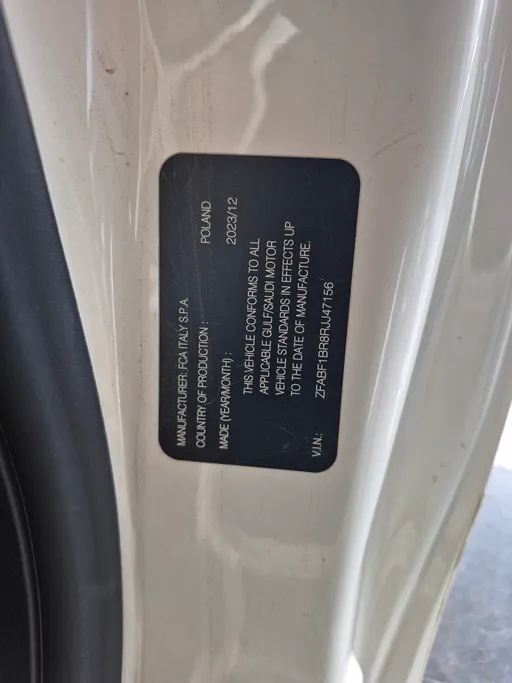 MANUFACTURER: FCA ITALY S.P.A.
COUNTRY OF PRODUCTION : POLAND
MADE (YEAR/MONTH) : 2023/12
THIS VEHICLE CONFORMS TO ALL
APPLICABLE GULF/SAUDI MOTOR
VEHICLE STANDARDS IN EFFECTS UP
TO THE DATE OF MANUFACTURE.
V.I.N.: ZFABF1BR8RJJ47156